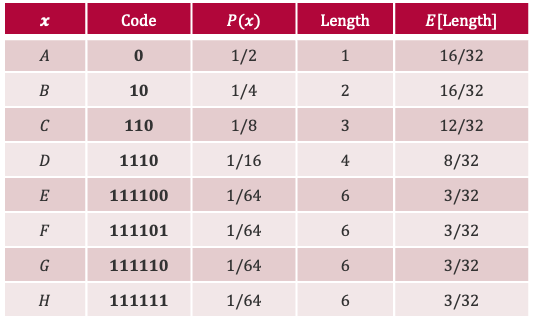 x Code P(x) Length E[Length]
A 0 1/2 1 16/32
B 10 1/4 2 16/32
C 110 1/8 3 12/32
D 1110 1/16 4 8/32
E 111100 1/64 6 3/32
F 111101 1/64 6 3/32
G 111110 1/64 6 3/32
H 111111 1/64 6 3/32